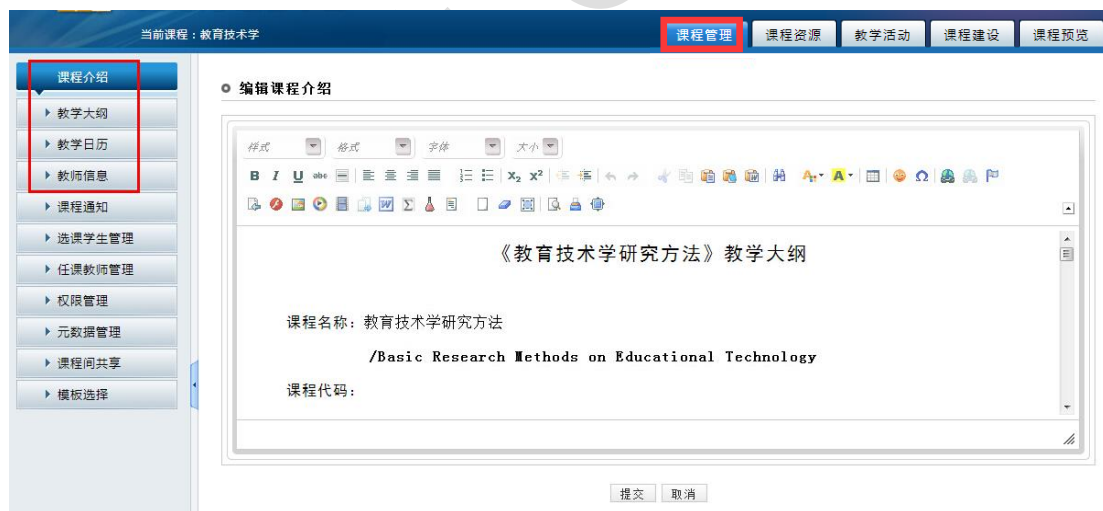 当前课程：教育技术学
课程管理 课程资源 教学活动 课程建设 课程预览
课程介绍
教学大纲
教学日历
教师信息
课程通知
选课学生管理
任课教师管理
权限管理
元数据管理
课程间共享
模板选择
编辑课程介绍
样式 格式 字体 大小
《教育技术学研究方法》教学大纲
课程名称：教育技术学研究方法
/Basic Research Methods on Educational Technology
课程代码：
提交 取消